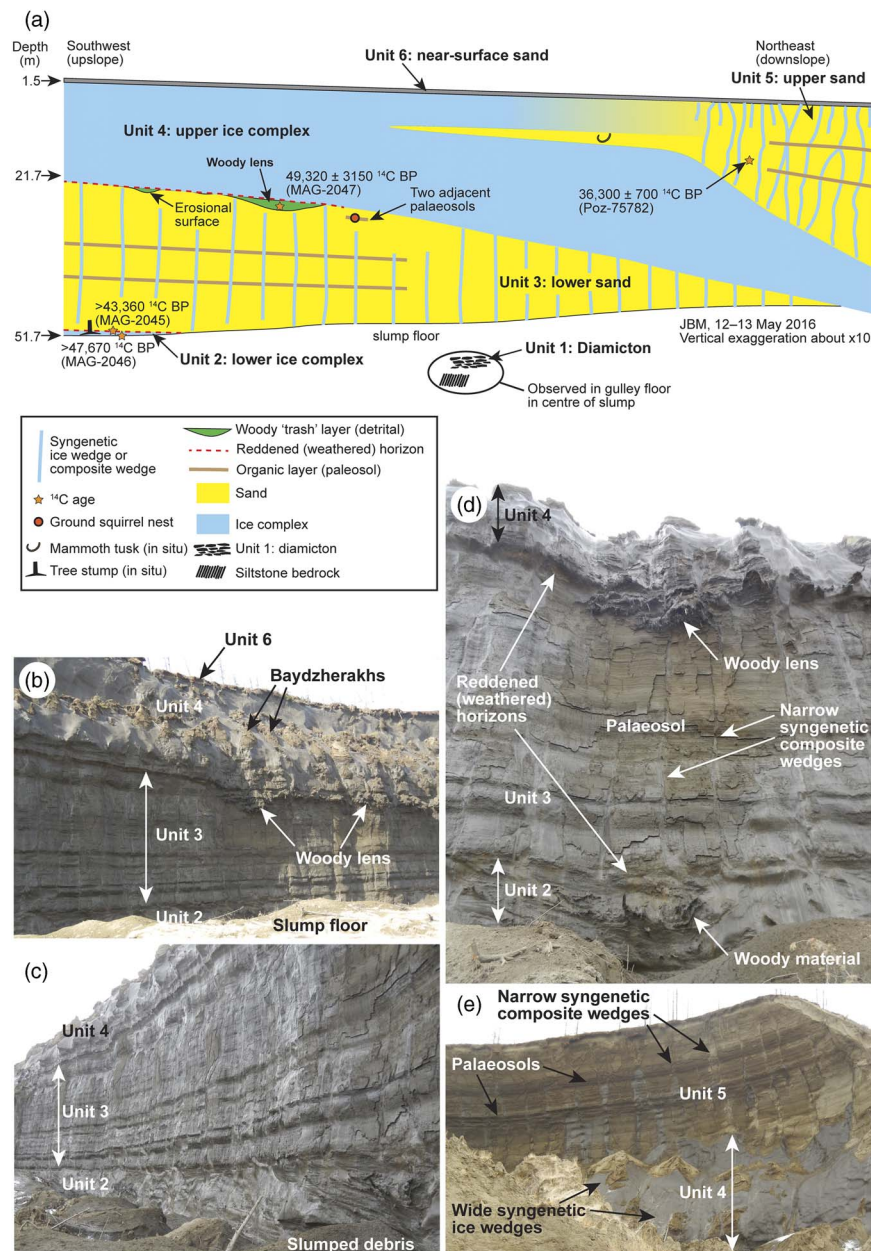 (a)
Depth
(m)
Southwest
(upslope)
Unit 6: near-surface sand
Northeast
(downslope)
Unit 5: upper sand
1.5
Unit 4: upper ice complex
Woody lens
49,320 ± 3150 ¹⁴C BP
(MAG-2047)
21.7
Erosional
surface
Two adjacent
palaeosols
36,300 ± 700 ¹⁴C BP
(Poz-75782)
Unit 3: lower sand
>43,360 ¹⁴C BP
(MAG-2045)
51.7
>47,670 ¹⁴C BP
(MAG-2046)
Unit 2: lower ice complex
slump floor
JBM, 12–13 May 2016
Vertical exaggeration about x10
Unit 1: Diamicton
Observed in gulley floor
in centre of slump
Syngenetic
ice wedge or
composite wedge
¹⁴C age
Ground squirrel nest
Mammoth tusk (in situ)
Tree stump (in situ)
Woody ‘trash’ layer (detrital)
Reddened (weathered) horizon
Organic layer (paleosol)
Sand
Ice complex
Unit 1: diamicton
Siltstone bedrock
(b)
Unit 6
Baydzherakhs
Unit 4
Unit 3
Woody lens
Unit 2
Slump floor
(c)
Unit 4
Unit 3
Unit 2
Slumped debris
(d)
Unit 4
Woody lens
Reddened
(weathered)
horizons
Palaeosol
Narrow
syngenetic
composite
wedges
Unit 3
Unit 2
Woody material
(e)
Narrow syngenetic
composite wedges
Palaeosols
Unit 5
Unit 4
Wide syngenetic
ice wedges